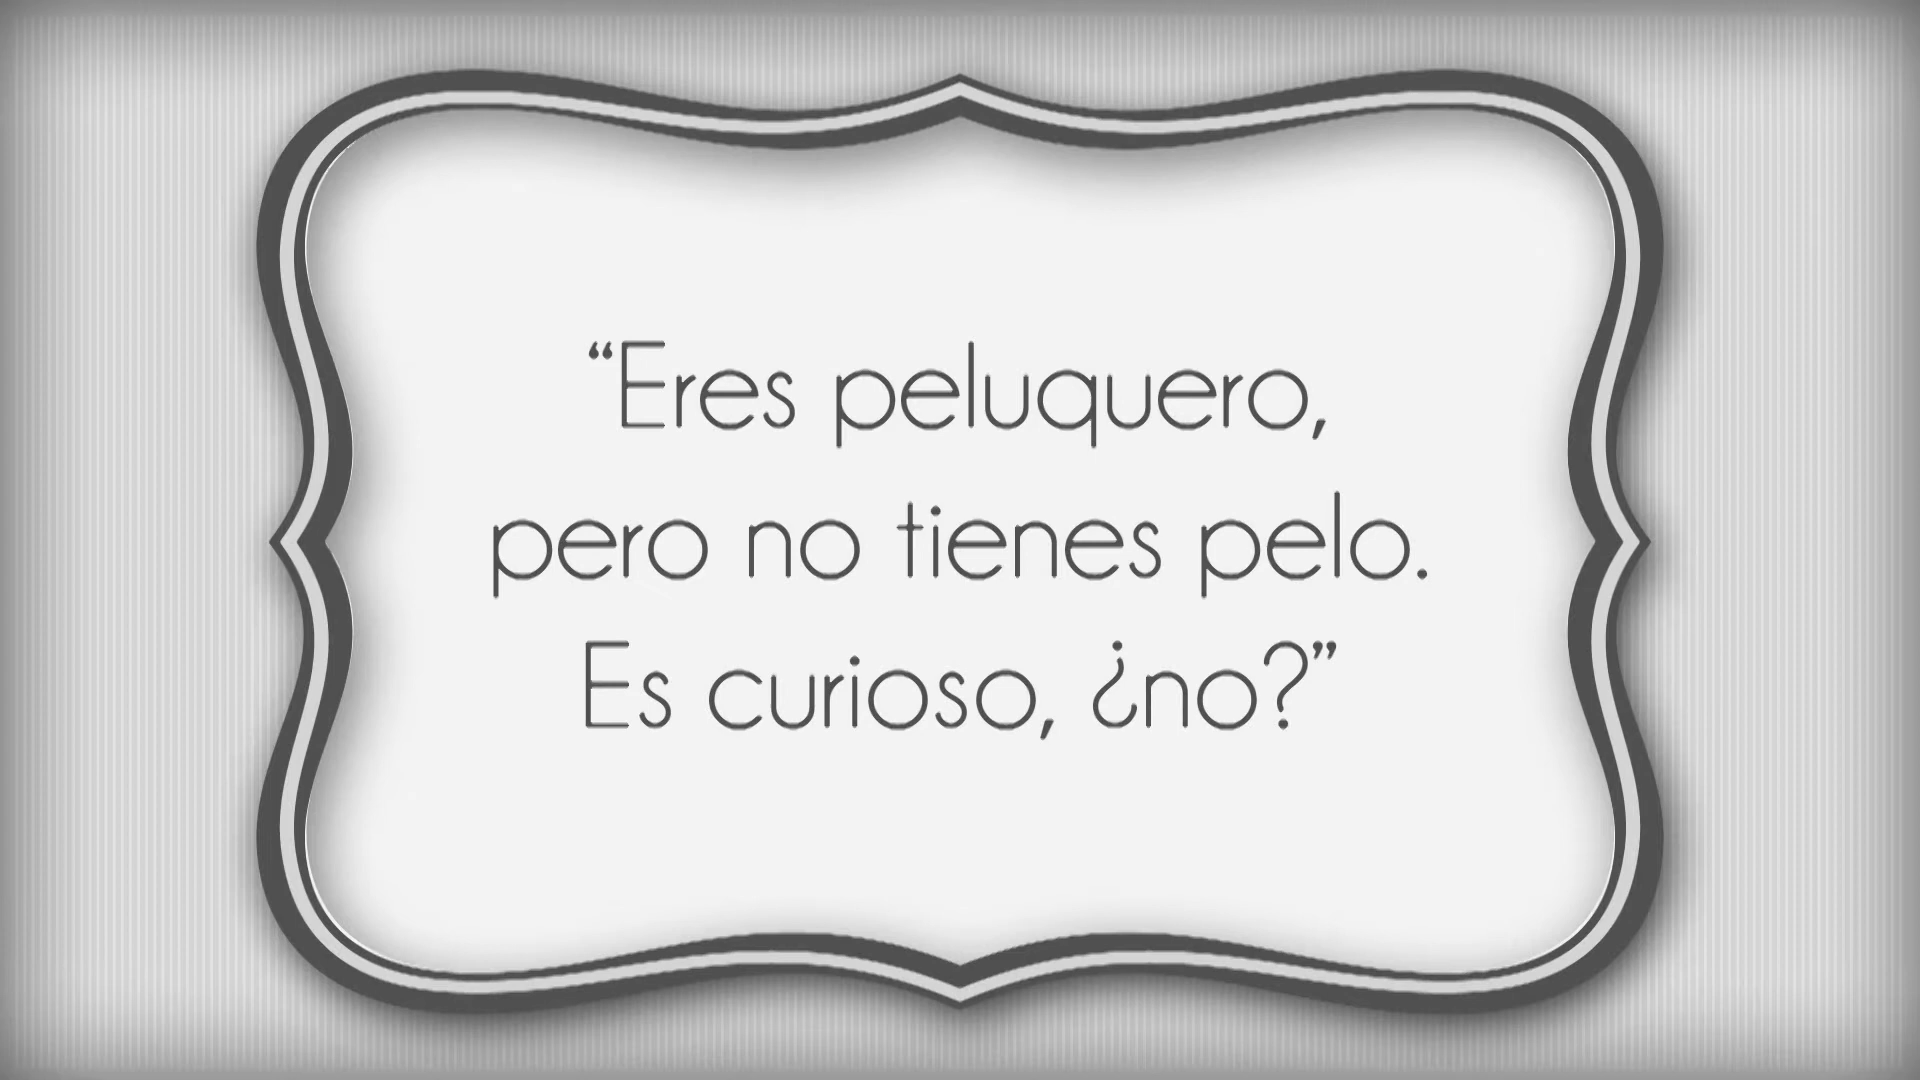 “Eres peluquero,
pero no tienes pelo.
Es curioso, ¿no?”